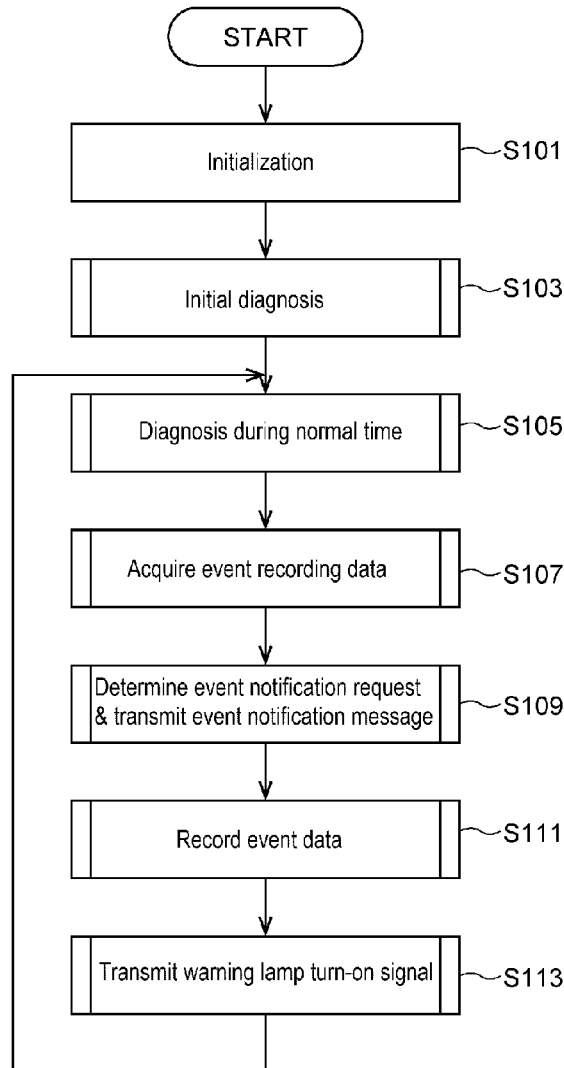 START
Initialization
S101
Initial diagnosis
S103
Diagnosis during normal time
S105
Acquire event recording data
S107
Determine event notification request
& transmit event notification message
S109
Record event data
S111
Transmit warning lamp turn-on signal
S113